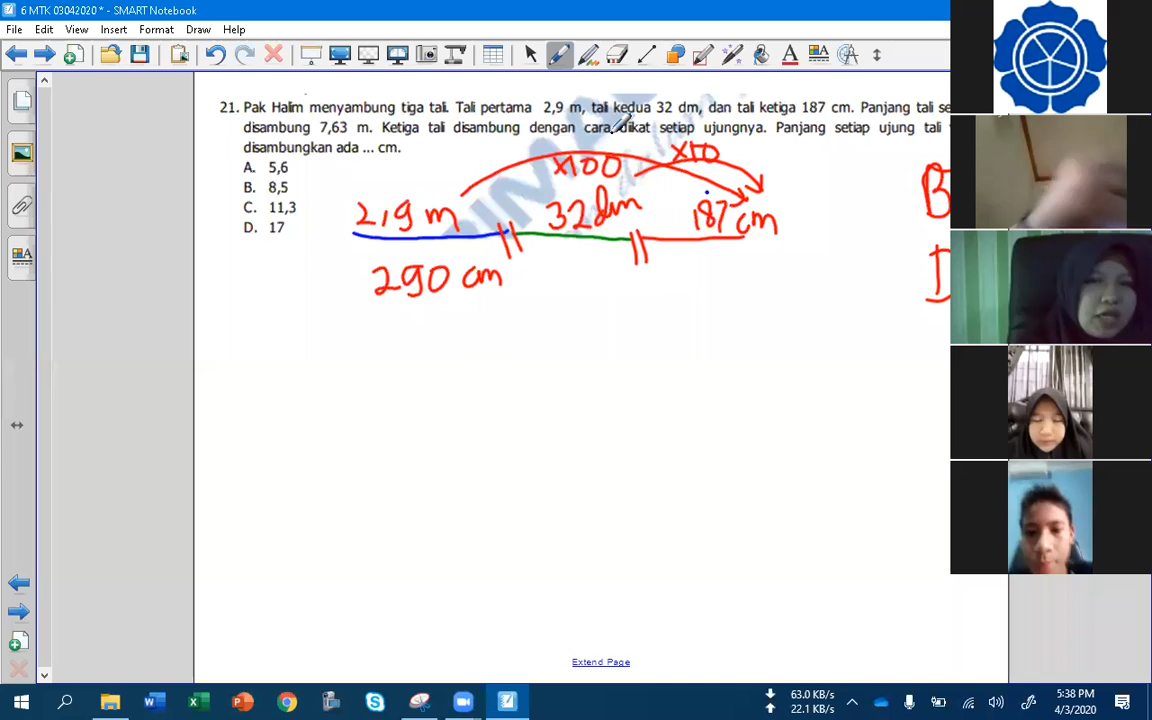 6 MTK 03042020 * - SMART Notebook
File Edit View Insert Format Draw Help
21. Pak Halim menyambung tiga tali. Tali pertama 2,9 m, tali kedua 32 dm, dan tali ketiga 187 cm. Panjang tali se
disambung 7,63 m. Ketiga tali disambung dengan cara diikat setiap ujungnya. Panjang setiap ujung tali
disambungkan ada ... cm.
A. 5,6
B. 8,5
C. 11,3
D. 17
x100
x10
2,9 m
32 dm
187 cm
290 cm
B
D
Extend Page
63.0 KB/s
22.1 KB/s
5:38 PM
4/3/2020